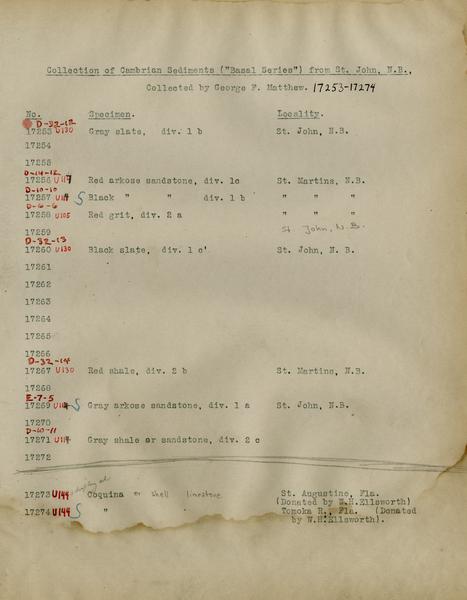 Collection of Cambrian Sediments ("Basal Series") from St. John, N.B.,
Collected by George F. Matthew. 17253-17274
No. Specimen. Locality.
D-32-12
17253 U130 Gray slate, div. 1 b St. John, N.B.
17254
17255
D-14-12
17256 U117 Red arkose sandstone, div. 1c St. Martins, N.B.
D-10-10
17257 U114 S Black " " div. 1 b " " "
D-6-6
17258 U105 Red grit, div. 2 a " " "
17259 St John, N.B.
D-32-13
17260 U130 Black slate, div. 1 c' St. John, N. B.
17261
17262
17263
17264
17265
17266
D-32-14
17267 U130 Red shale, div. 2 b St. Martins, N.B.
17268
E-7-5
17269 S Gray arkose sandstone, div. 1 a St. John, N.B.
17270
D-10-11
17271 U114 Gray shale or sandstone, div. 2 c
17272
17273 U144 Coquina or shell limestone St. Augustine, Fla.
(Donated by W.H.Ellsworth)
17274 U144 S " Tomoka R., Fla. (Donated
by W.H.Ellsworth).